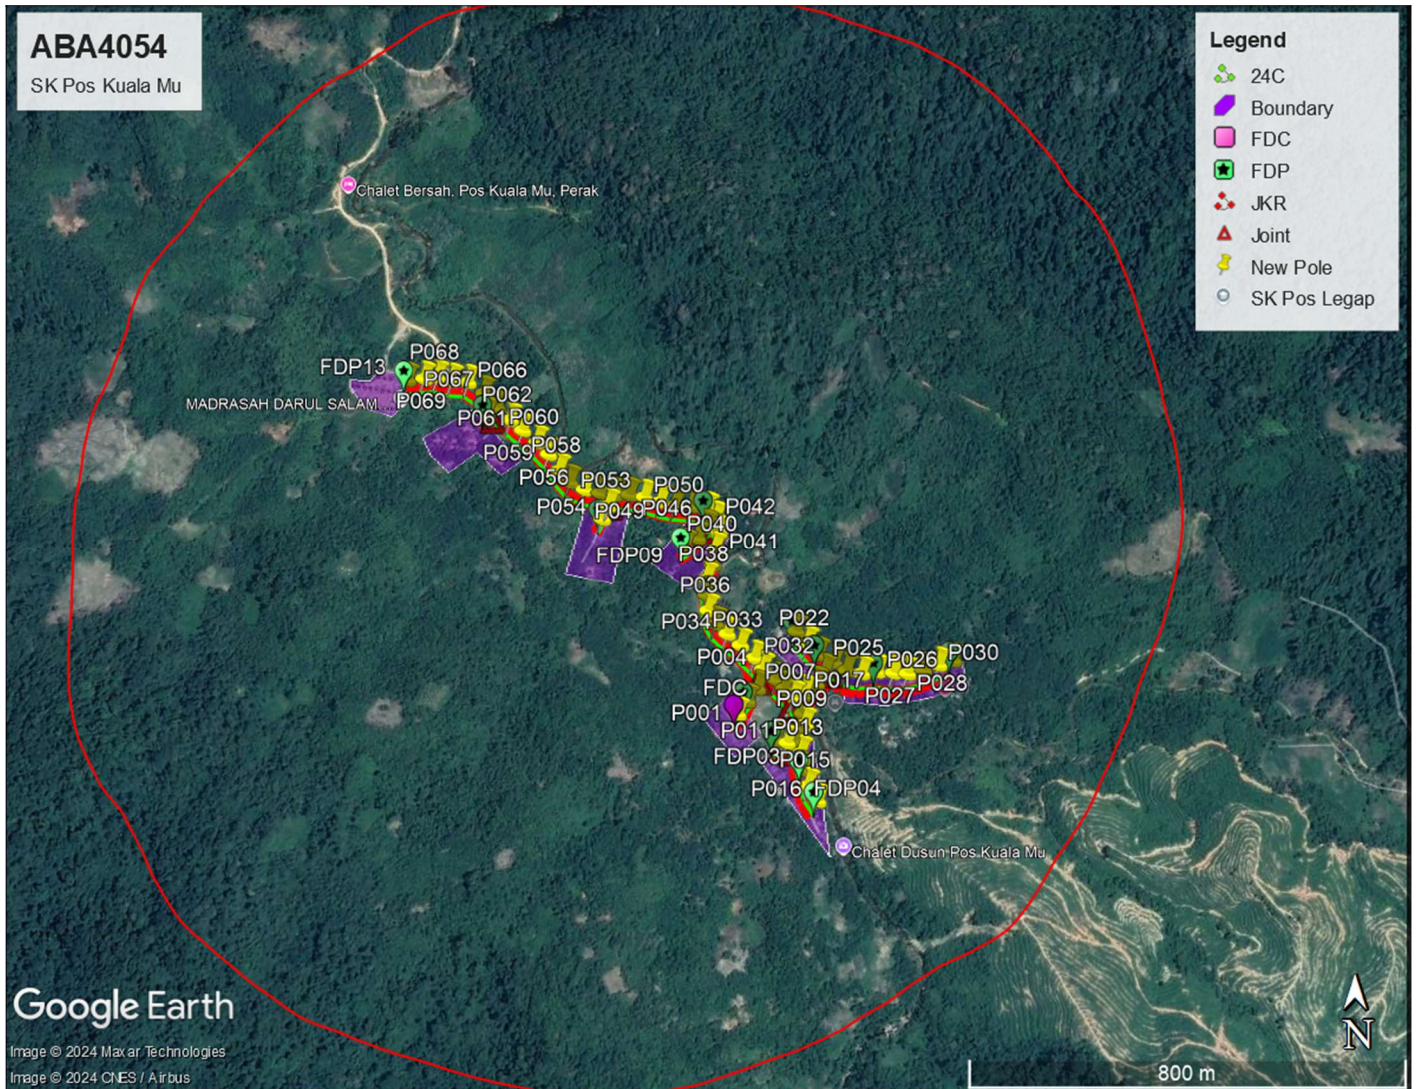 ABA4054
SK Pos Kuala Mu
Legend
24C
Boundary
FDC
FDP
JKR
Joint
New Pole
SK Pos Legap
Chalet Bersah, Pos Kuala Mu, Perak
P068
FDP13
P066
P067
P062
P069
MADRASAH DARUL SALAM
P061
P060
P058
P059
P056
P053
P050
P054
P049
P046
P042
P040
P041
FDP09
P038
P036
P034
P033
P022
P032
P025
P026
P030
P004
P007
P017
P028
FDC
P009
P027
P001
P011
P013
FDP03
P015
P016
FDP04
Chalet Dusun Pos Kuala Mu
Google Earth
Image © 2024 Maxar Technologies
Image © 2024 CNES / Airbus
N
800 m